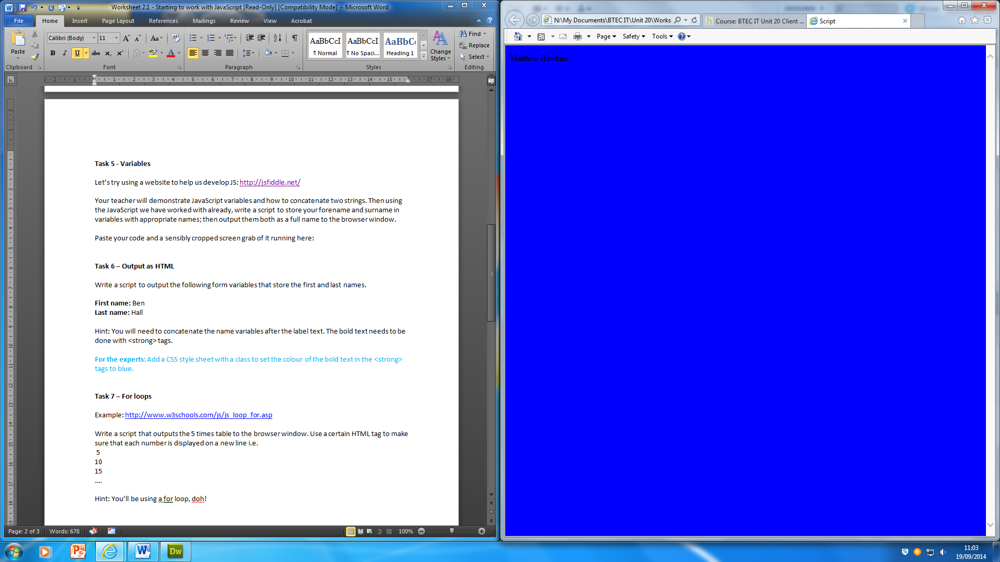 Worksheet 2.1 - Starting to work with JavaScript [Read-Only] [Compatibility Mode] - Microsoft Word
File Home Insert Page Layout References Mailings Review View Acrobat
Paste
Calibri (Body) 11
AaBbCcI AaBbCcI AaBbCc
¶ Normal ¶ No Spaci... Heading 1
Change Styles
Find
Replace
Select
Clipboard Font Paragraph Styles Editing
Task 5 - Variables
Let's try using a website to help us develop JS: http://jsfiddle.net/
Your teacher will demonstrate JavaScript variables and how to concatenate two strings. Then using
the JavaScript we have worked with already, write a script to store your forename and surname in
variables with appropriate names; then output them both as a full name to the browser window.
Paste your code and a sensibly cropped screen grab of it running here:
Task 6 – Output as HTML
Write a script to output the following form variables that store the first and last names.
First name: Ben
Last name: Hall
Hint: You will need to concatenate the name variables after the label text. The bold text needs to be
done with <strong> tags.
For the experts: Add a CSS style sheet with a class to set the colour of the bold text in the <strong>
tags to blue.
Task 7 – For loops
Example: http://www.w3schools.com/js/js_loop_for.asp
Write a script that outputs the 5 times table to the browser window. Use a certain HTML tag to make
sure that each number is displayed on a new line i.e.
5
10
15
....
Hint: You'll be using a for loop, doh!
Page: 2 of 3 Words: 678 100%
N:\My Documents\BTEC IT\Unit 20\Works
Course: BTEC IT Unit 20 Client ...
Script
Page Safety Tools
Matthew Hawkins
11:03
19/09/2014